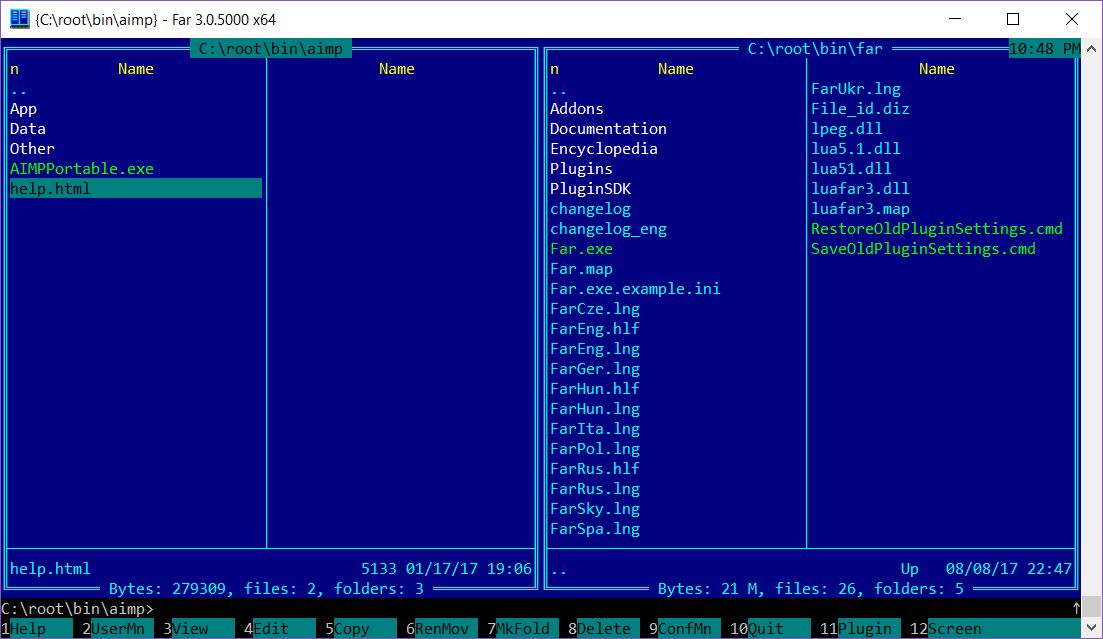 {C:\root\bin\aimp} - Far 3.0.5000 x64
C:\root\bin\aimp
n Name Name
..
App
Data
Other
AIMPPortable.exe
help.html
help.html 5133 01/17/17 19:06
Bytes: 279309, files: 2, folders: 3
C:\root\bin\far 10:48 PM
n Name Name
..
Addons
Documentation
Encyclopedia
Plugins
PluginSDK
changelog
changelog_eng
Far.exe
Far.map
Far.exe.example.ini
FarCze.lng
FarEng.hlf
FarEng.lng
FarGer.lng
FarHun.hlf
FarHun.lng
FarIta.lng
FarPol.lng
FarRus.hlf
FarRus.lng
FarSky.lng
FarSpa.lng
FarUkr.lng
File_id.diz
lpeg.dll
lua5.1.dll
lua51.dll
luafar3.dll
luafar3.map
RestoreOldPluginSettings.cmd
SaveOldPluginSettings.cmd
.. Up 08/08/17 22:47
Bytes: 21 M, files: 26, folders: 5
C:\root\bin\aimp> ↑
1Help 2UserMn 3View 4Edit 5Copy 6RenMov 7MkFold 8Delete 9ConfMn 10Quit 11Plugin 12Screen